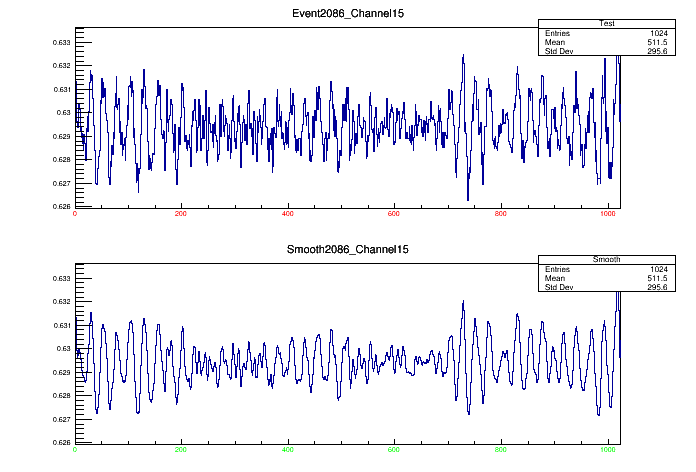 Event2086_Channel15
Test
Entries 1024
Mean 511.5
Std Dev 295.6
0.633
0.632
0.631
0.63
0.629
0.628
0.627
0.626
0 200 400 600 800 1000
Smooth2086_Channel15
Smooth
Entries 1024
Mean 511.5
Std Dev 295.6
0.633
0.632
0.631
0.63
0.629
0.628
0.627
0.626
0 200 400 600 800 1000